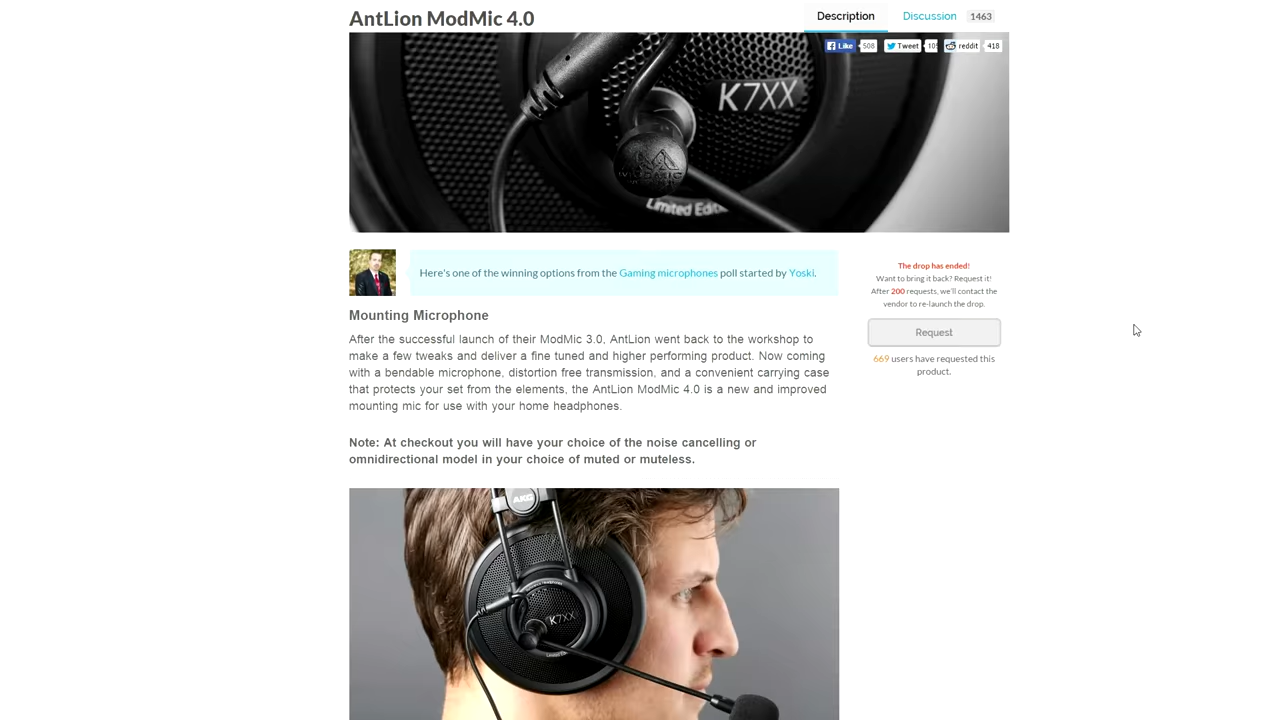 AntLion ModMic 4.0
Description
Discussion 1463
Like 508 Tweet reddit 418
K7XX
Here's one of the winning options from the Gaming microphones poll started by Yoski.
The drop has ended!
Want to bring it back? Request it!
After 200 requests, we'll contact the
vendor to re-launch the drop.
Request
669 users have requested this
product.
Mounting Microphone
After the successful launch of their ModMic 3.0, AntLion went back to the workshop to
make a few tweaks and deliver a fine tuned and higher performing product. Now coming
with a bendable microphone, distortion free transmission, and a convenient carrying case
that protects your set from the elements, the AntLion ModMic 4.0 is a new and improved
mounting mic for use with your home headphones.
Note: At checkout you will have your choice of the noise cancelling or
omnidirectional model in your choice of muted or muteless.
AKG
K7XX